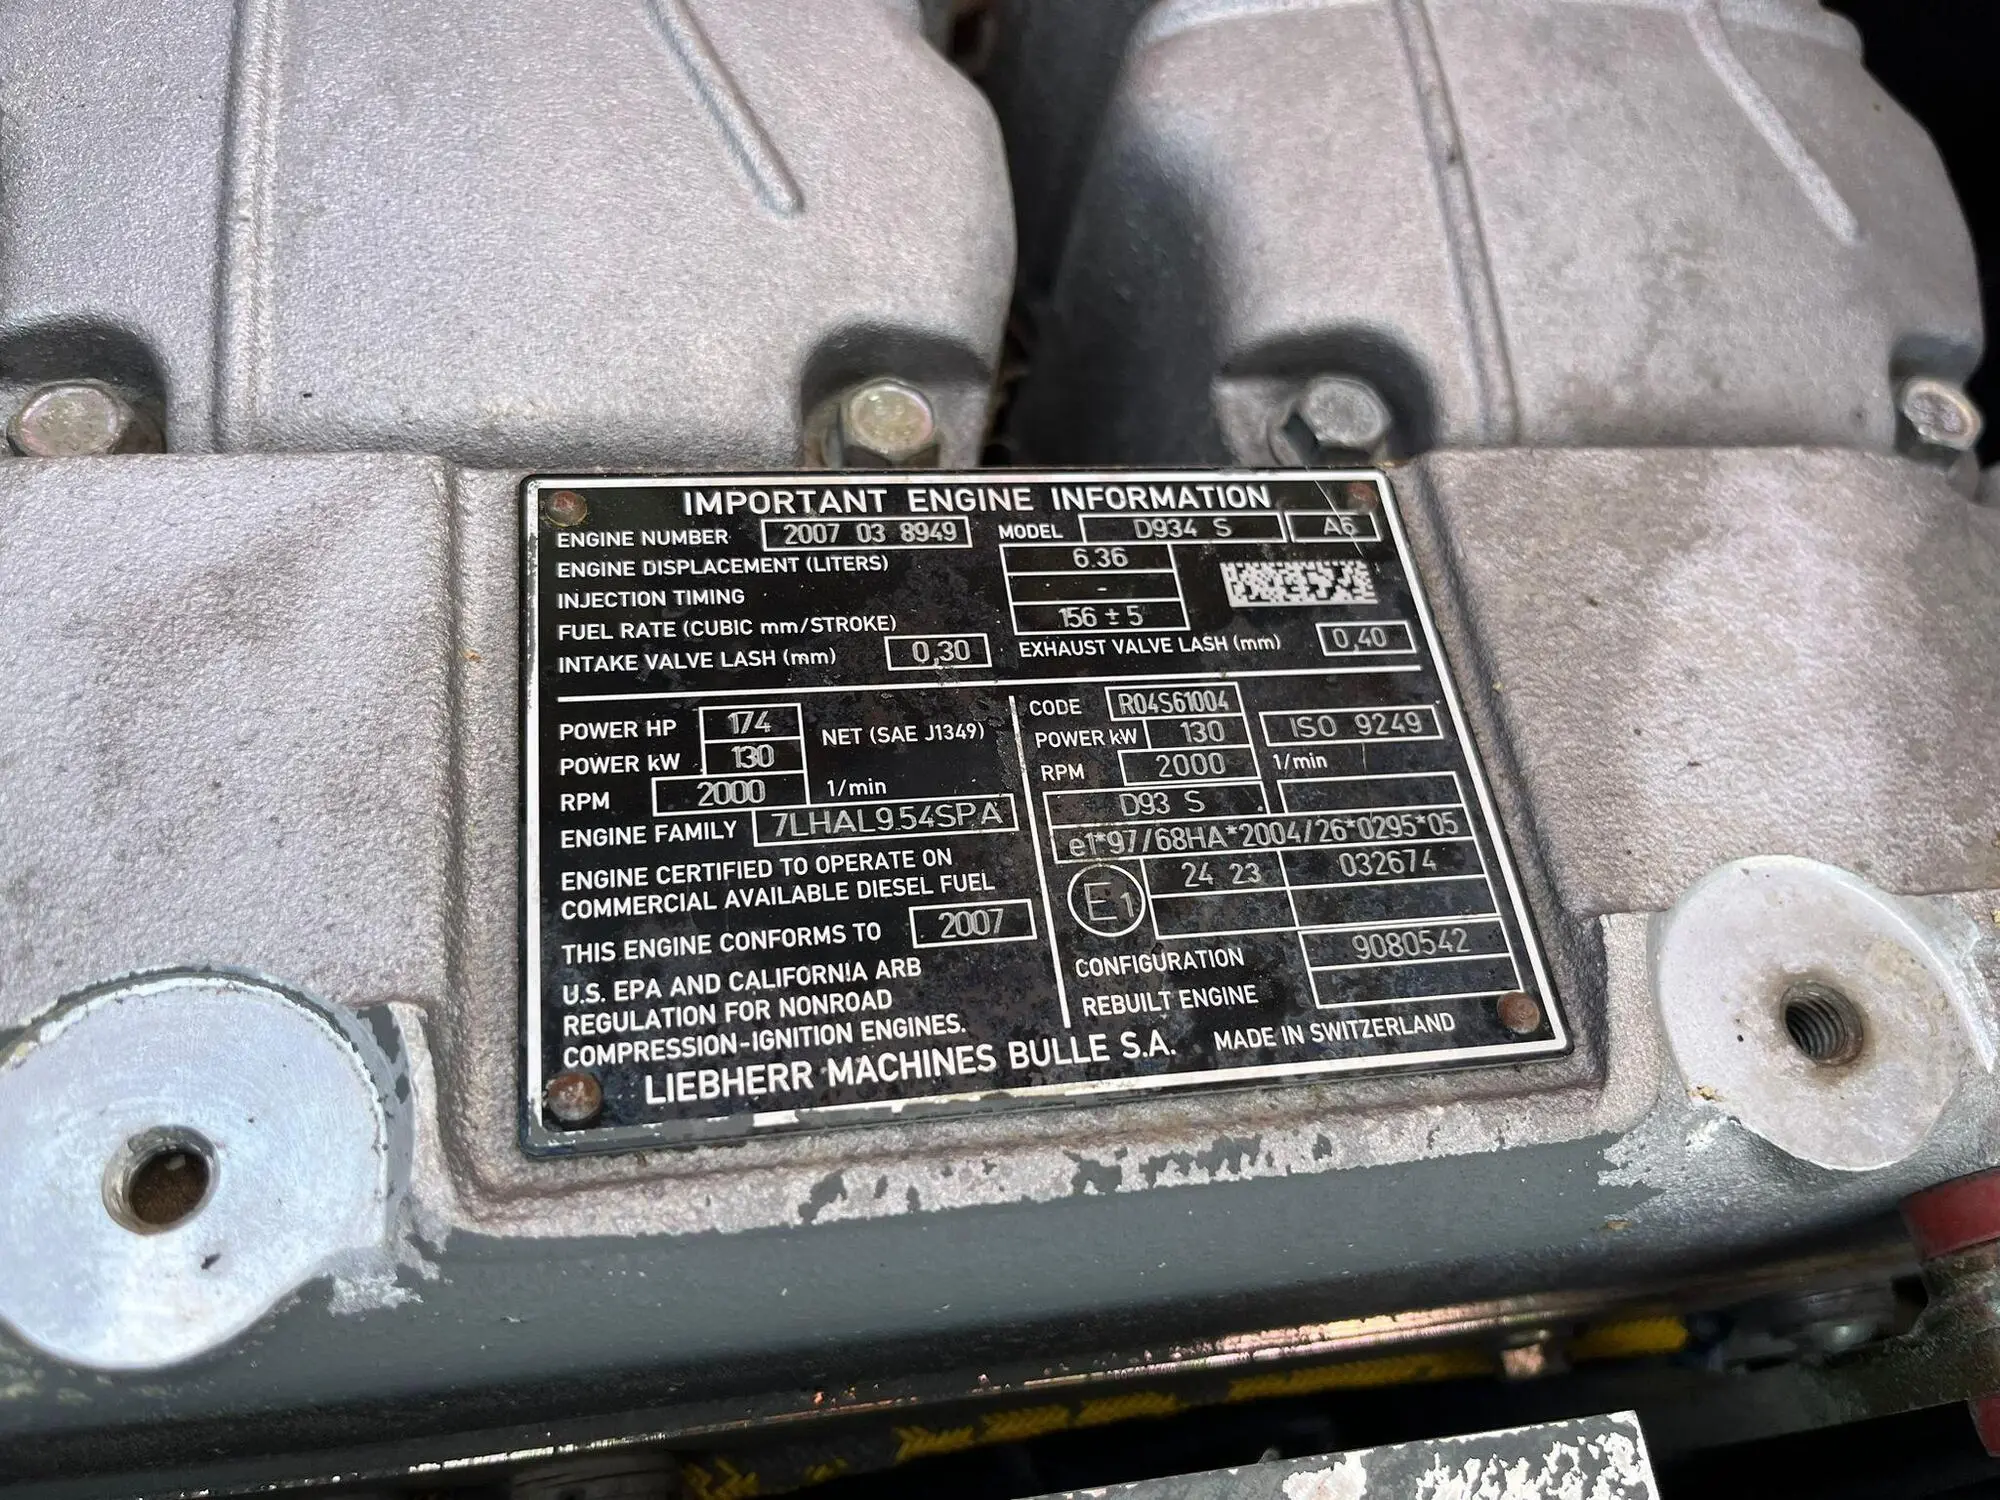 IMPORTANT ENGINE INFORMATION
ENGINE NUMBER 2007 03 8949 MODEL D934 S A6
ENGINE DISPLACEMENT (LITERS) 6.36
INJECTION TIMING -
FUEL RATE (CUBIC mm/STROKE) 156 ± 5
INTAKE VALVE LASH (mm) 0,30 EXHAUST VALVE LASH (mm) 0,40
POWER HP 174 NET (SAE J1349)
POWER kW 130
RPM 2000 1/min
ENGINE FAMILY 7LHAL9.54SPA
ENGINE CERTIFIED TO OPERATE ON
COMMERCIAL AVAILABLE DIESEL FUEL
THIS ENGINE CONFORMS TO 2007
U.S. EPA AND CALIFORNIA ARB
REGULATION FOR NONROAD
COMPRESSION-IGNITION ENGINES.
CODE R04S61004
POWER kW 130 ISO 9249
RPM 2000 1/min
D93 S
e1*97/68HA*2004/26*0295*05
E1 24 23 032674
CONFIGURATION 9080542
REBUILT ENGINE
LIEBHERR MACHINES BULLE S.A. MADE IN SWITZERLAND